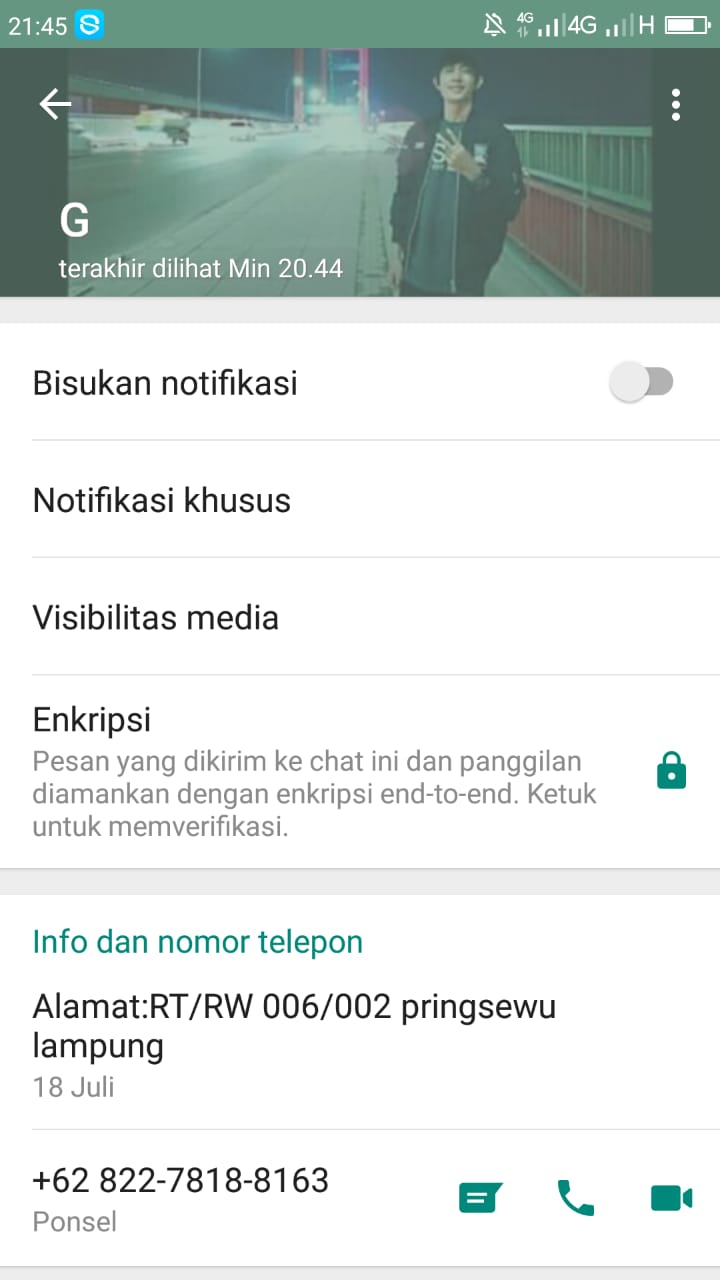 21:45 S 4G 4G H
G
terakhir dilihat Min 20.44
Bisukan notifikasi
Notifikasi khusus
Visibilitas media
Enkripsi
Pesan yang dikirim ke chat ini dan panggilan
diamankan dengan enkripsi end-to-end. Ketuk
untuk memverifikasi.
Info dan nomor telepon
Alamat:RT/RW 006/002 pringsewu
lampung
18 Juli
+62 822-7818-8163
Ponsel